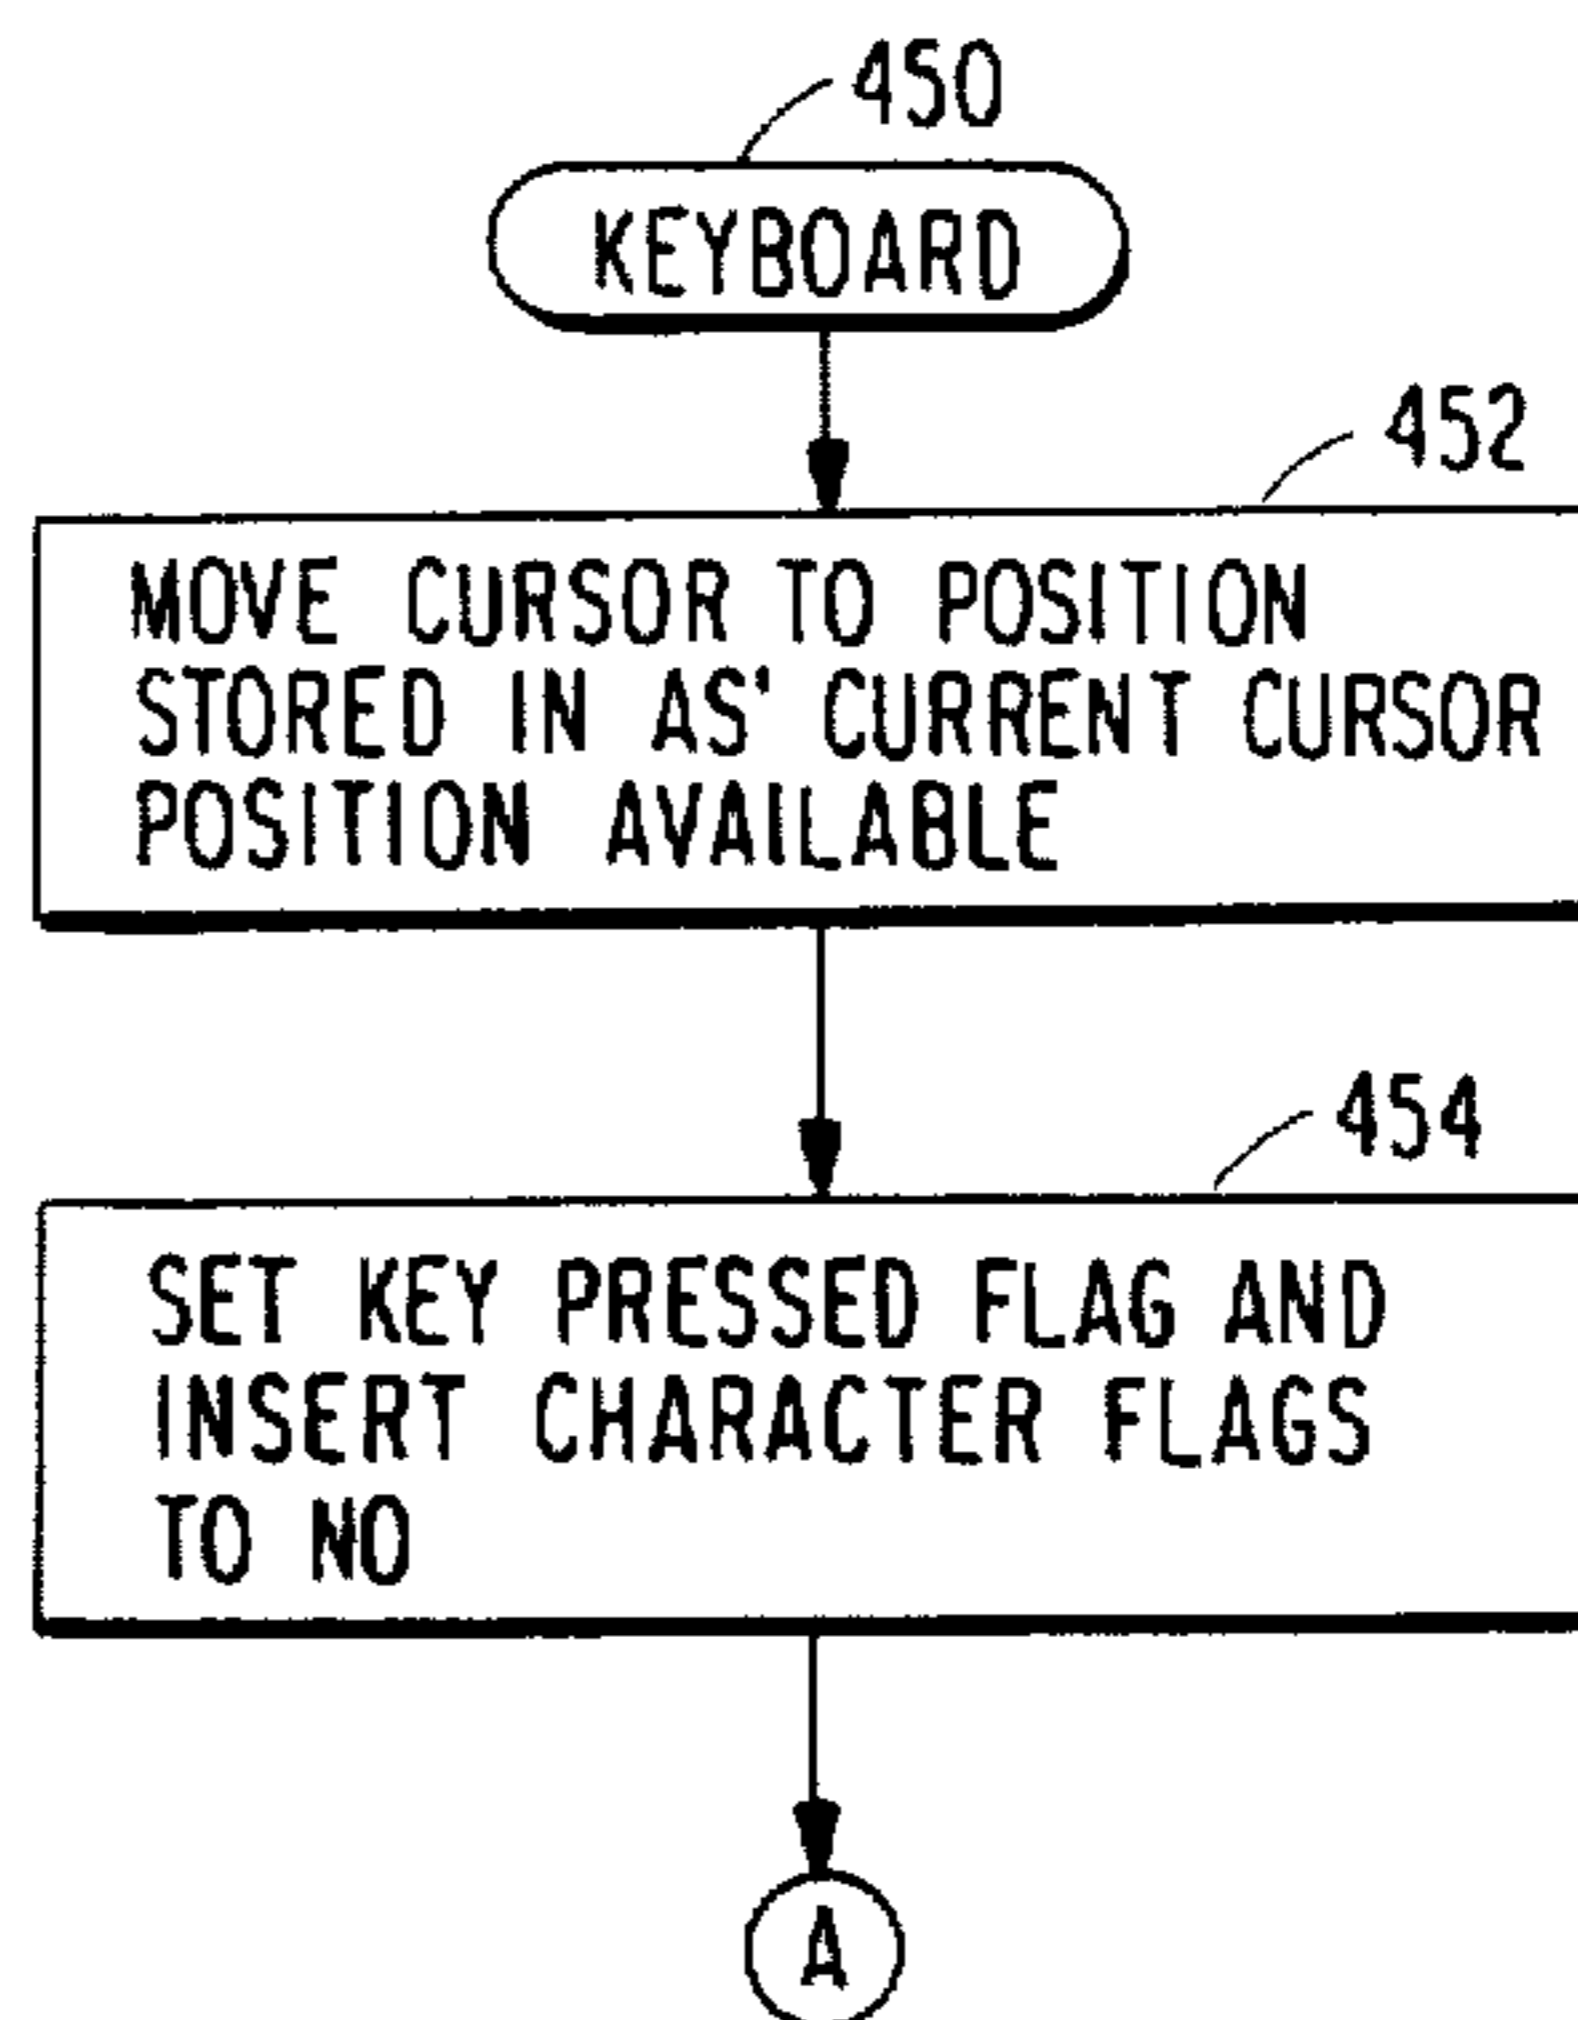 450
KEYBOARD
452
MOVE CURSOR TO POSITION
STORED IN AS' CURRENT CURSOR
POSITION AVAILABLE
454
SET KEY PRESSED FLAG AND
INSERT CHARACTER FLAGS
TO NO
A